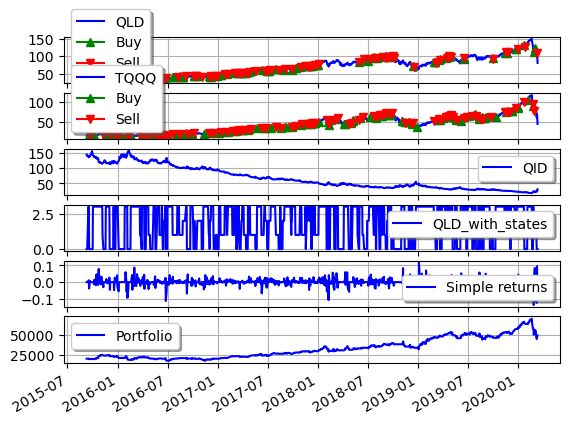 QLD
Buy
Sell
150
100
50
TQQQ
Buy
Sell
100
50
150
100
50
QID
2.5
0.0
QLD_with_states
0.1
0.0
−0.1
Simple returns
50000
25000
Portfolio
2015-07
2016-01
2016-07
2017-01
2017-07
2018-01
2018-07
2019-01
2019-07
2020-01